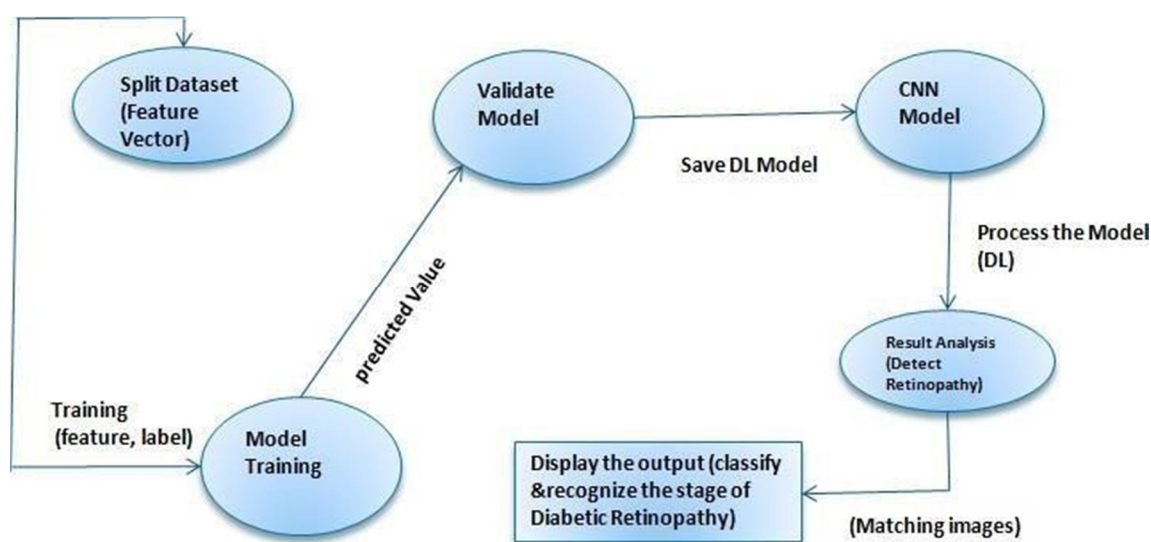 Split Dataset
(Feature
Vector)
Validate
Model
CNN
Model
Save DL Model
Process the Model
(DL)
predicted Value
Result Analysis
(Detect
Retinopathy)
Training
(feature, label)
Model
Training
Display the output (classify
&recognize the stage of
Diabetic Retinopathy)
(Matching images)